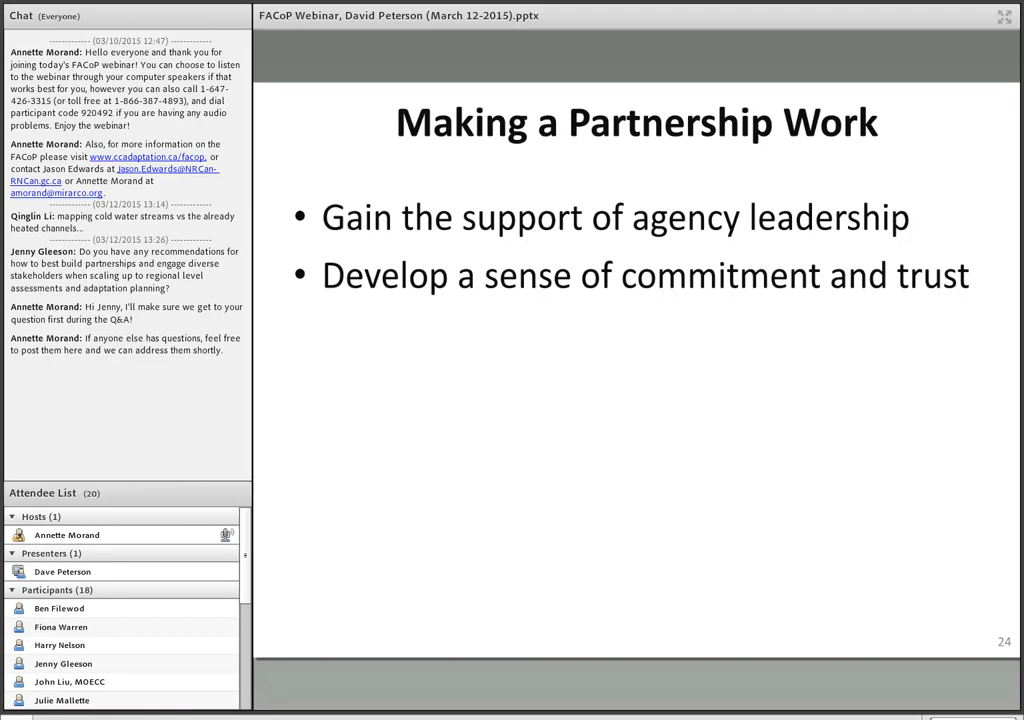 Chat (Everyone)
------------- (03/10/2015 12:47) -------------
Annette Morand: Hello everyone and thank you for
joining today's FACoP webinar! You can choose to listen
to the webinar through your computer speakers if that
works best for you, however you can also call 1-647-
426-3315 (or toll free at 1-866-387-4893), and dial
participant code 920492 if you are having any audio
problems. Enjoy the webinar!
Annette Morand: Also, for more information on the
FACoP please visit www.ccadaptation.ca/facop, or
contact Jason Edwards at Jason.Edwards@NRCan-
RNCan.gc.ca or Annette Morand at
amorand@mirarco.org.
------------- (03/12/2015 13:14) -------------
Qinglin Li: mapping cold water streams vs the already
heated channels...
------------- (03/12/2015 13:26) -------------
Jenny Gleeson: Do you have any recommendations for
how to best build partnerships and engage diverse
stakeholders when scaling up to regional level
assessments and adaptation planning?
Annette Morand: Hi Jenny, I'll make sure we get to your
question first during the Q&A!
Annette Morand: If anyone else has questions, feel free
to post them here and we can address them shortly.
Attendee List (20)
Hosts (1)
Annette Morand
Presenters (1)
Dave Peterson
Participants (18)
Ben Filewod
Fiona Warren
Harry Nelson
Jenny Gleeson
John Liu, MOECC
Julie Mallette
FACoP Webinar, David Peterson (March 12-2015).pptx
Making a Partnership Work
• Gain the support of agency leadership
• Develop a sense of commitment and trust
24